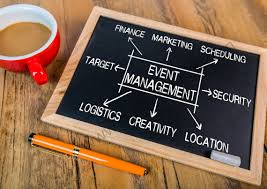 FINANCE MARKETING SCHEDULING
TARGET
EVENT
MANAGEMENT
SECURITY
LOGISTICS CREATIVITY LOCATION